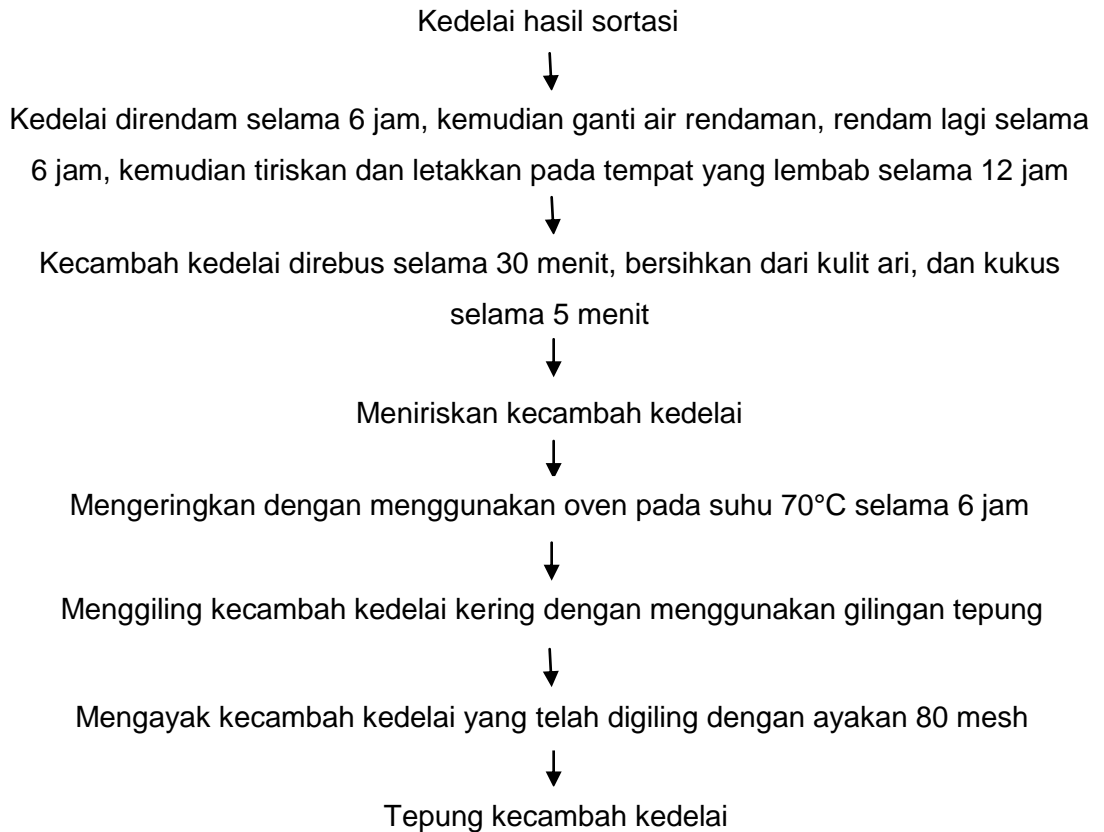 Kedelai hasil sortasi
Kedelai direndam selama 6 jam, kemudian ganti air rendaman, rendam lagi selama
6 jam, kemudian tiriskan dan letakkan pada tempat yang lembab selama 12 jam
Kecambah kedelai direbus selama 30 menit, bersihkan dari kulit ari, dan kukus
selama 5 menit
Meniriskan kecambah kedelai
Mengeringkan dengan menggunakan oven pada suhu 70°C selama 6 jam
Menggiling kecambah kedelai kering dengan menggunakan gilingan tepung
Mengayak kecambah kedelai yang telah digiling dengan ayakan 80 mesh
Tepung kecambah kedelai